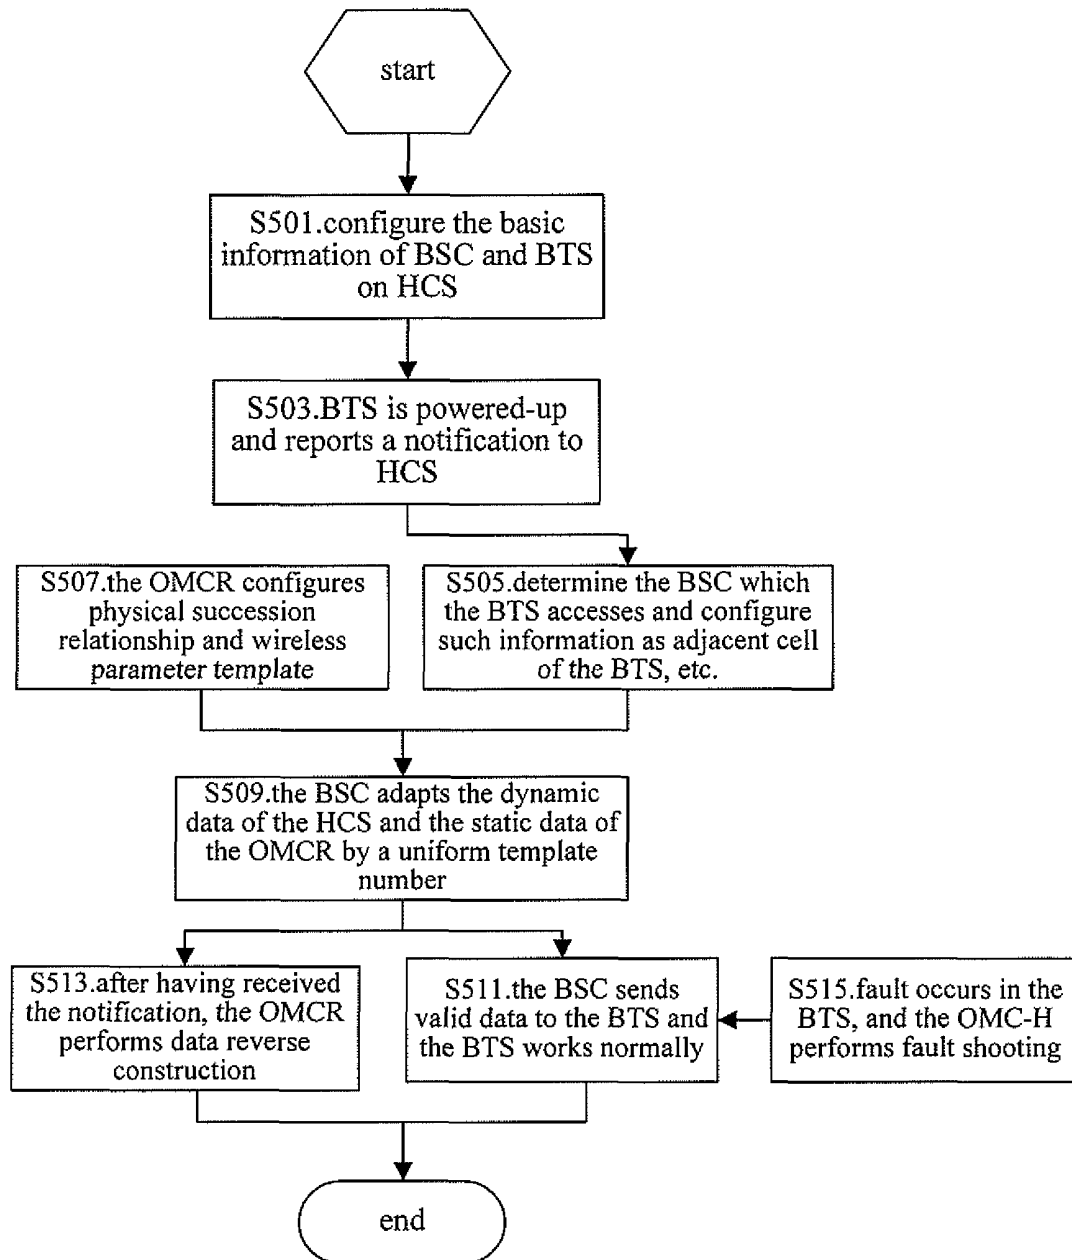 start
S501.configure the basic
information of BSC and BTS
on HCS
S503.BTS is powered-up
and reports a notification to
HCS
S507.the OMCR configures
physical succession
relationship and wireless
parameter template
S505.determine the BSC which
the BTS accesses and configure
such information as adjacent cell
of the BTS, etc.
S509.the BSC adapts the dynamic
data of the HCS and the static data of
the OMCR by a uniform template
number
S513.after having received
the notification, the OMCR
performs data reverse
construction
S511.the BSC sends
valid data to the BTS and
the BTS works normally
S515.fault occurs in the
BTS, and the OMC-H
performs fault shooting
end